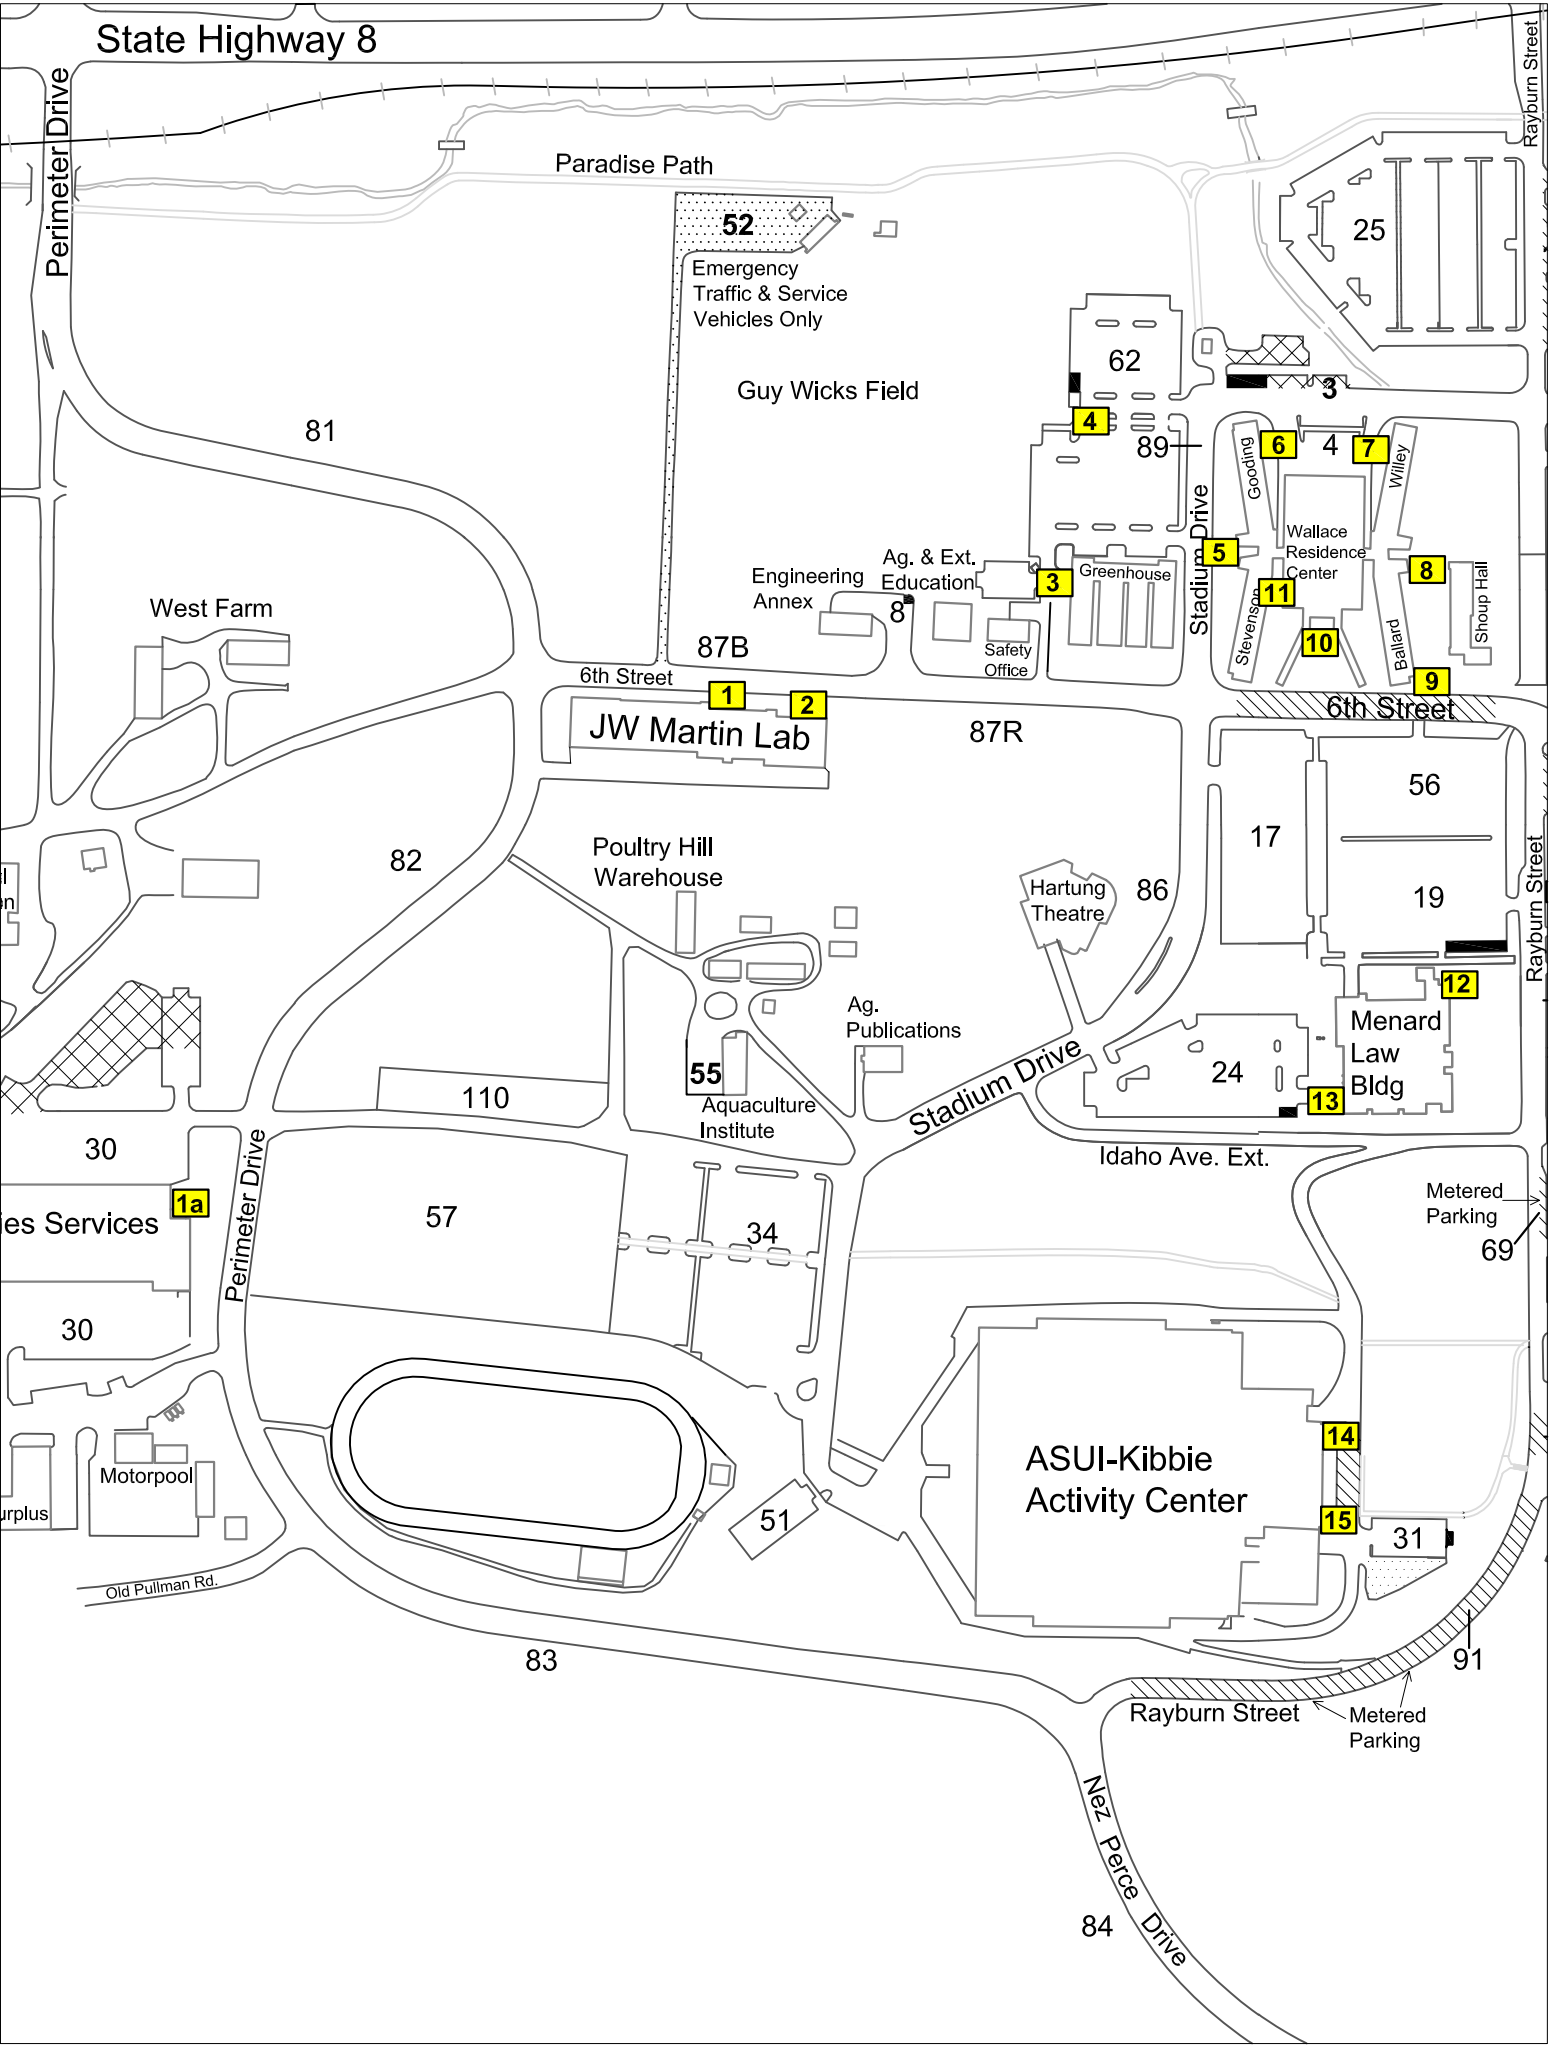 State Highway 8
Perimeter Drive
Rayburn Street
Paradise Path
52
Emergency
Traffic & Service
Vehicles Only
25
62
3
Guy Wicks Field
4
81
89
6
4
7
Gooding
Willey
Stadium Drive
5
Wallace
Residence
Center
8
11
Stevenson
10
Ballard
Shoup Hall
9
Ag. & Ext.
Education
3
Greenhouse
Engineering
Annex
8
Safety
Office
West Farm
87B
6th Street
1
2
JW Martin Lab
87R
6th Street
56
17
19
Rayburn Street
82
Poultry Hill
Warehouse
Hartung
Theatre
86
12
Menard
Law
Bldg
Ag.
Publications
24
13
Stadium Drive
55
Aquaculture
Institute
110
Idaho Ave. Ext.
30
1a
ies Services
Perimeter Drive
57
34
Metered
Parking
69
30
14
ASUI-Kibbie
Activity Center
15
31
Motorpool
urplus
51
Old Pullman Rd.
83
91
Rayburn Street
Metered
Parking
Nez Perce Drive
84